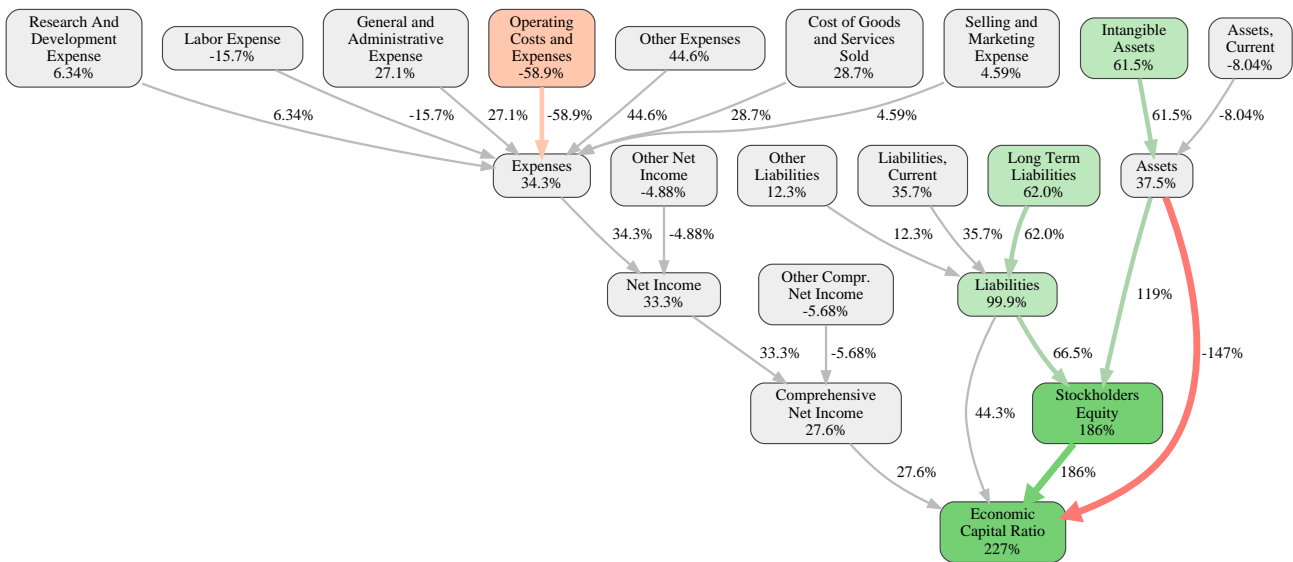 Research And
Development
Expense
6.34%
Labor Expense
-15.7%
General and
Administrative
Expense
27.1%
Operating
Costs and
Expenses
-58.9%
Other Expenses
44.6%
Cost of Goods
and Services
Sold
28.7%
Selling and
Marketing
Expense
4.59%
Intangible
Assets
61.5%
Assets,
Current
-8.04%
6.34%
-15.7%
27.1%
-58.9%
44.6%
28.7%
4.59%
61.5%
-8.04%
Expenses
34.3%
Other Net
Income
-4.88%
Other
Liabilities
12.3%
Liabilities,
Current
35.7%
Long Term
Liabilities
62.0%
Assets
37.5%
34.3%
-4.88%
12.3%
35.7%
62.0%
Net Income
33.3%
Other Compr.
Net Income
-5.68%
Liabilities
99.9%
119%
33.3%
-5.68%
66.5%
-147%
Comprehensive
Net Income
27.6%
44.3%
Stockholders
Equity
186%
27.6%
186%
Economic
Capital Ratio
227%